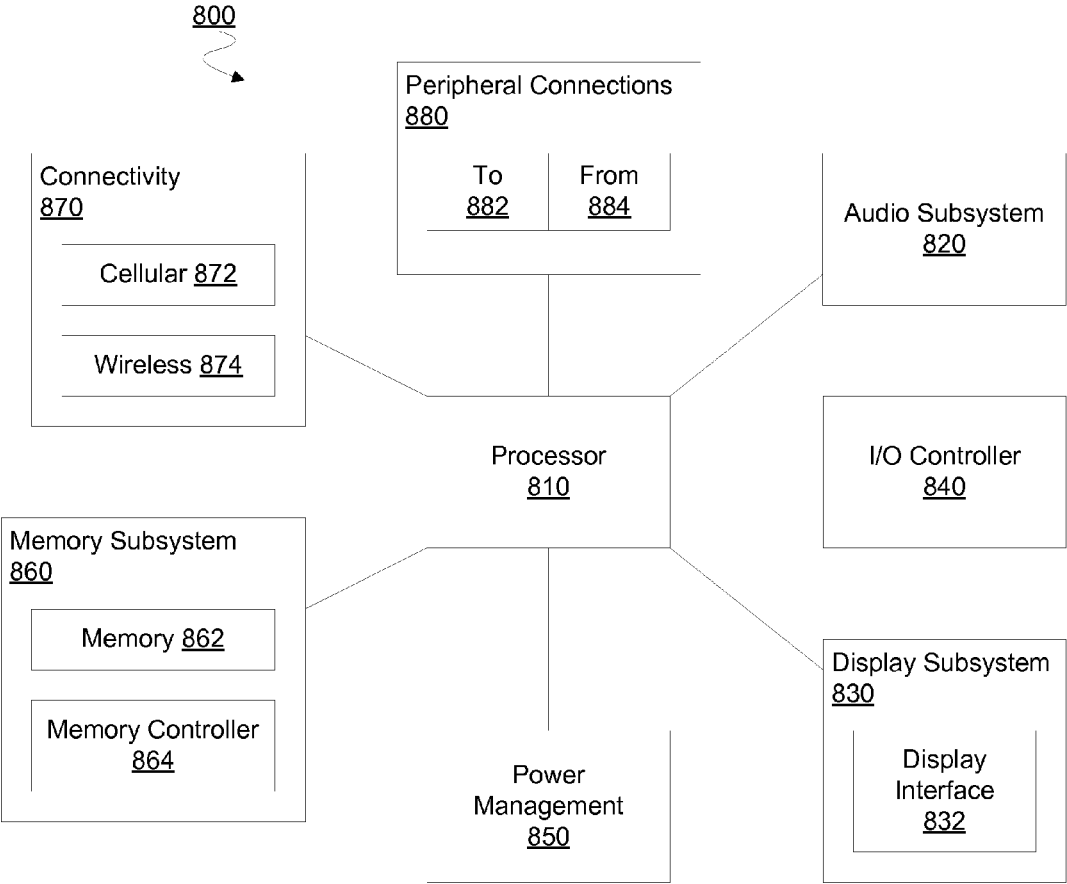 800
Peripheral Connections
880
To
882
From
884
Connectivity
870
Cellular 872
Wireless 874
Audio Subsystem
820
Processor
810
I/O Controller
840
Memory Subsystem
860
Memory 862
Memory Controller
864
Power
Management
850
Display Subsystem
830
Display
Interface
832